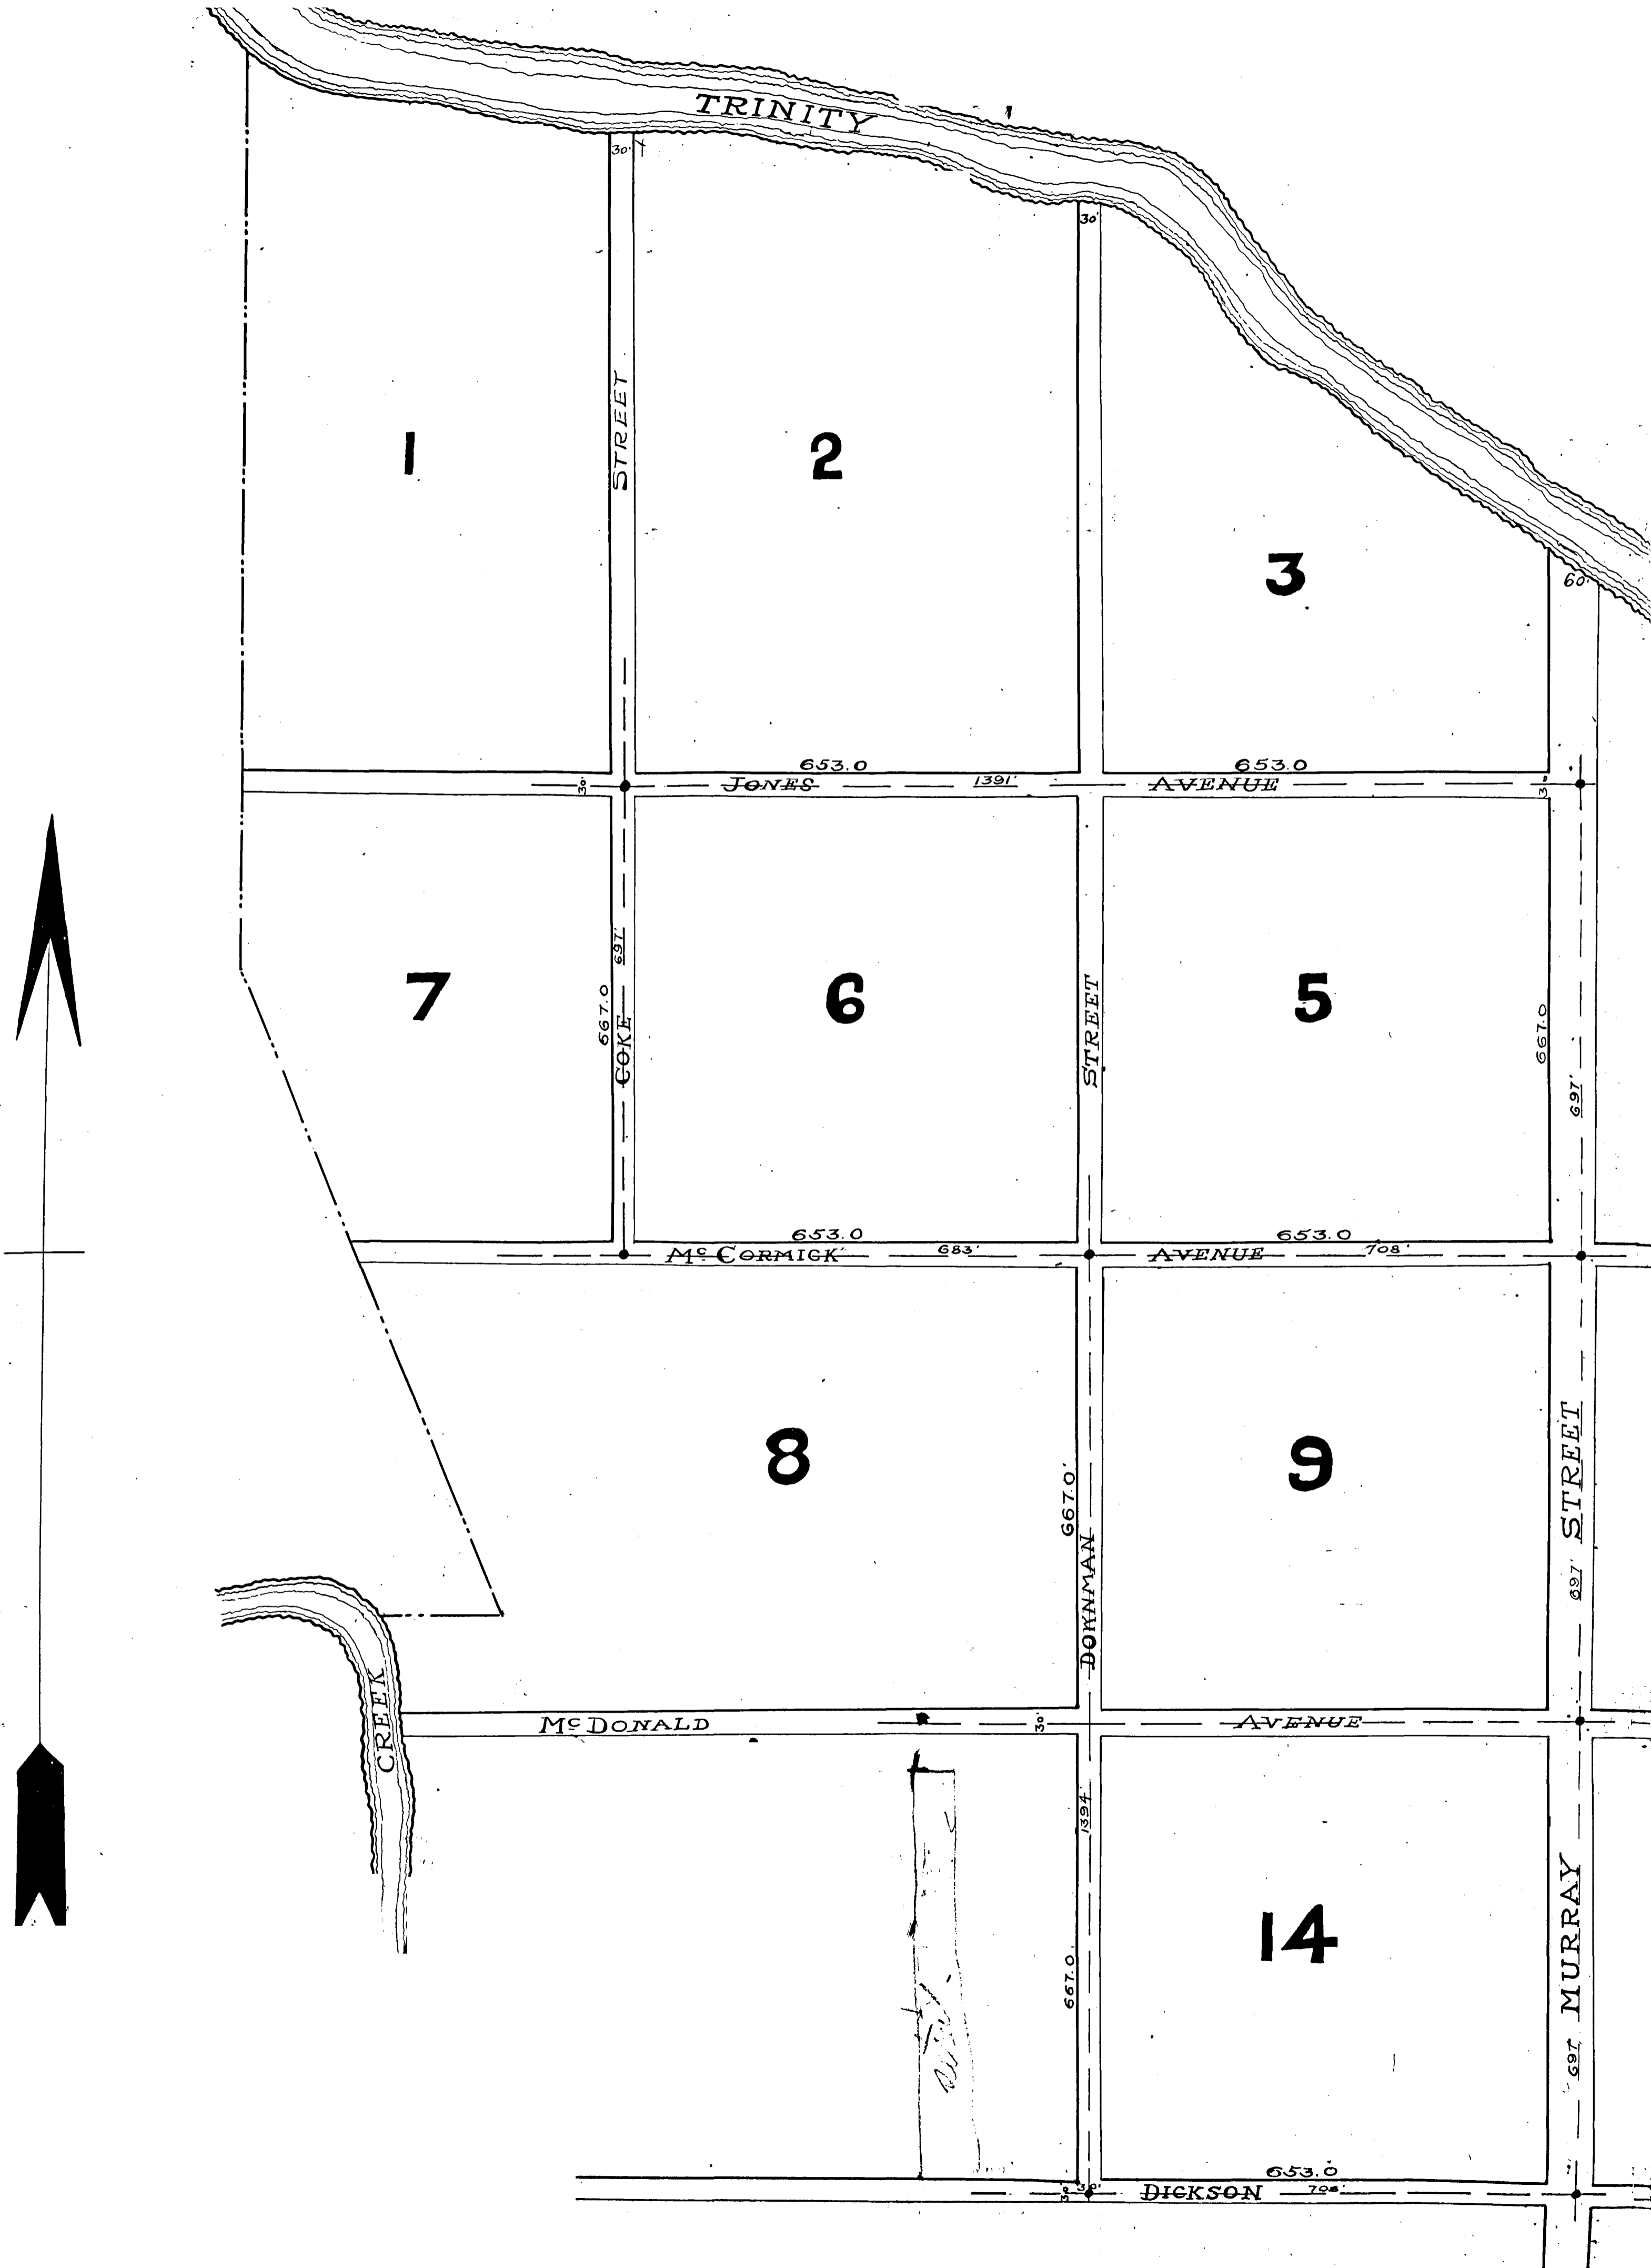 TRINITY
30'
30'
STREET
1
2
3
60'
653.0
653.0
30'
JONES
1391'
AVENUE
697'
667.0
COKE
7
6
STREET
5
667.0
697'
653.0
653.0
McCORMICK
683'
AVENUE
708'
8
9
667.0'
DOWNMAN
STREET
697'
CREEK
McDONALD
30'
AVENUE
1394'
14
667.0'
MURRAY
697'
653.0
30'
30'
DICKSON
708'